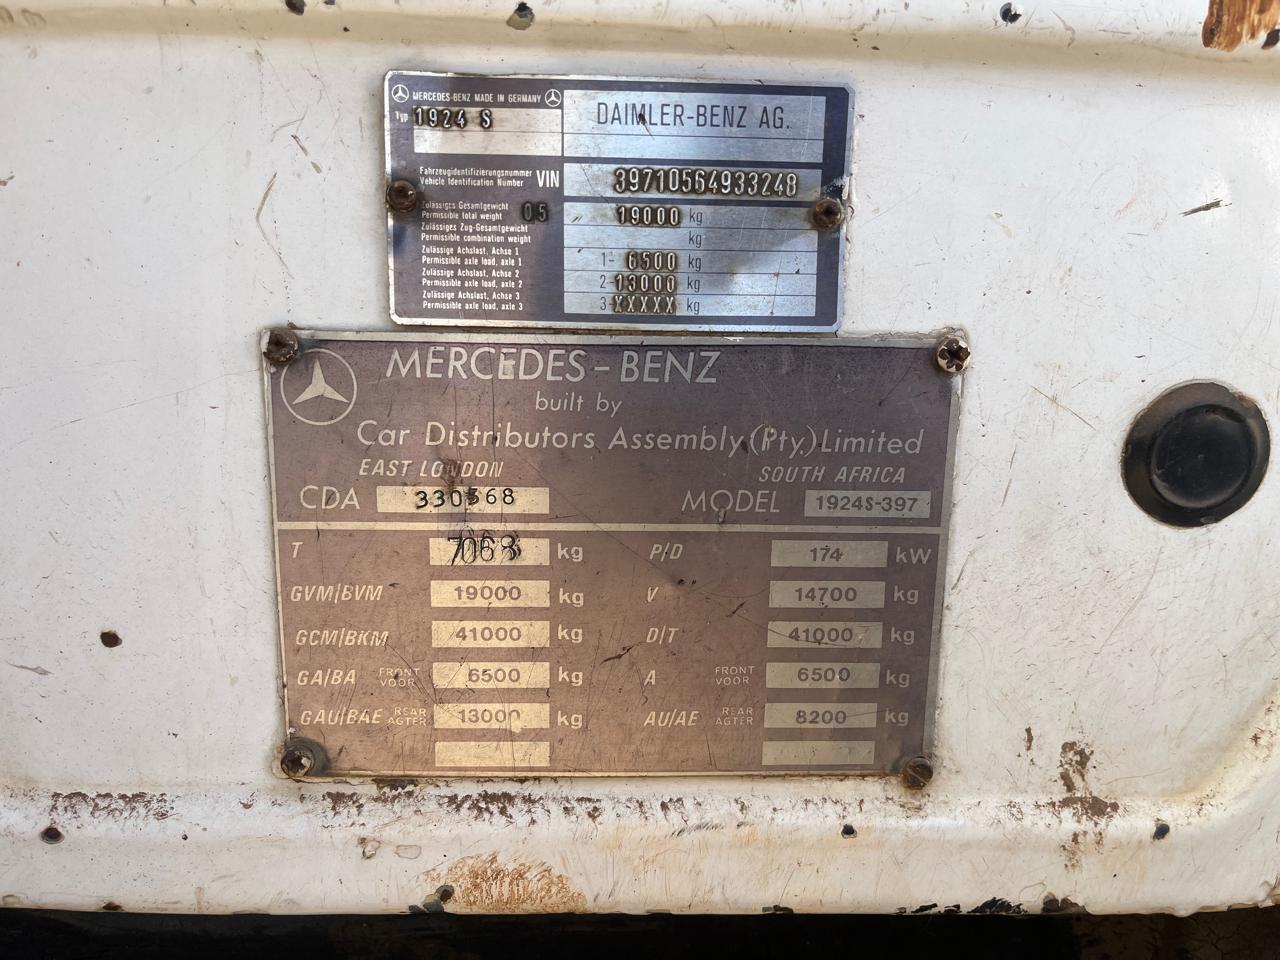 MERCEDES-BENZ MADE IN GERMANY
TYP 1924 S
DAIMLER-BENZ AG.
Fahrzeugidentifizierungsnummer
Vehicle Identification Number VIN 39710564933248
Zulässiges Gesamtgewicht
Permissible total weight 05 19000 kg
Zulässiges Zug-Gesamtgewicht
Permissible combination weight kg
Zulässige Achslast, Achse 1
Permissible axle load, axle 1 1- 6500 kg
Zulässige Achslast, Achse 2
Permissible axle load, axle 2 2- 13000 kg
Zulässige Achslast, Achse 3
Permissible axle load, axle 3 3- XXXXX kg
MERCEDES-BENZ
built by
Car Distributors Assembly (Pty.) Limited
EAST LONDON SOUTH AFRICA
CDA 330568 MODEL 1924S-397
T 7068 kg P/D 174 kW
GVM/BVM 19000 kg V 14700 kg
GCM/BKM 41000 kg D/T 41000 kg
GA/BA FRONT VOOR 6500 kg A FRONT VOOR 6500 kg
GAU/BAE REAR AGTER 13000 kg AU/AE REAR AGTER 8200 kg